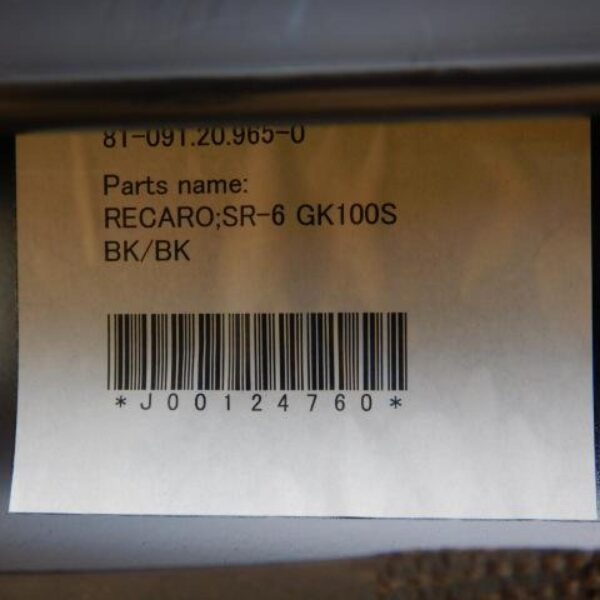 81-091.20.965-0
Parts name:
RECARO;SR-6 GK100S
BK/BK
*J00124760*